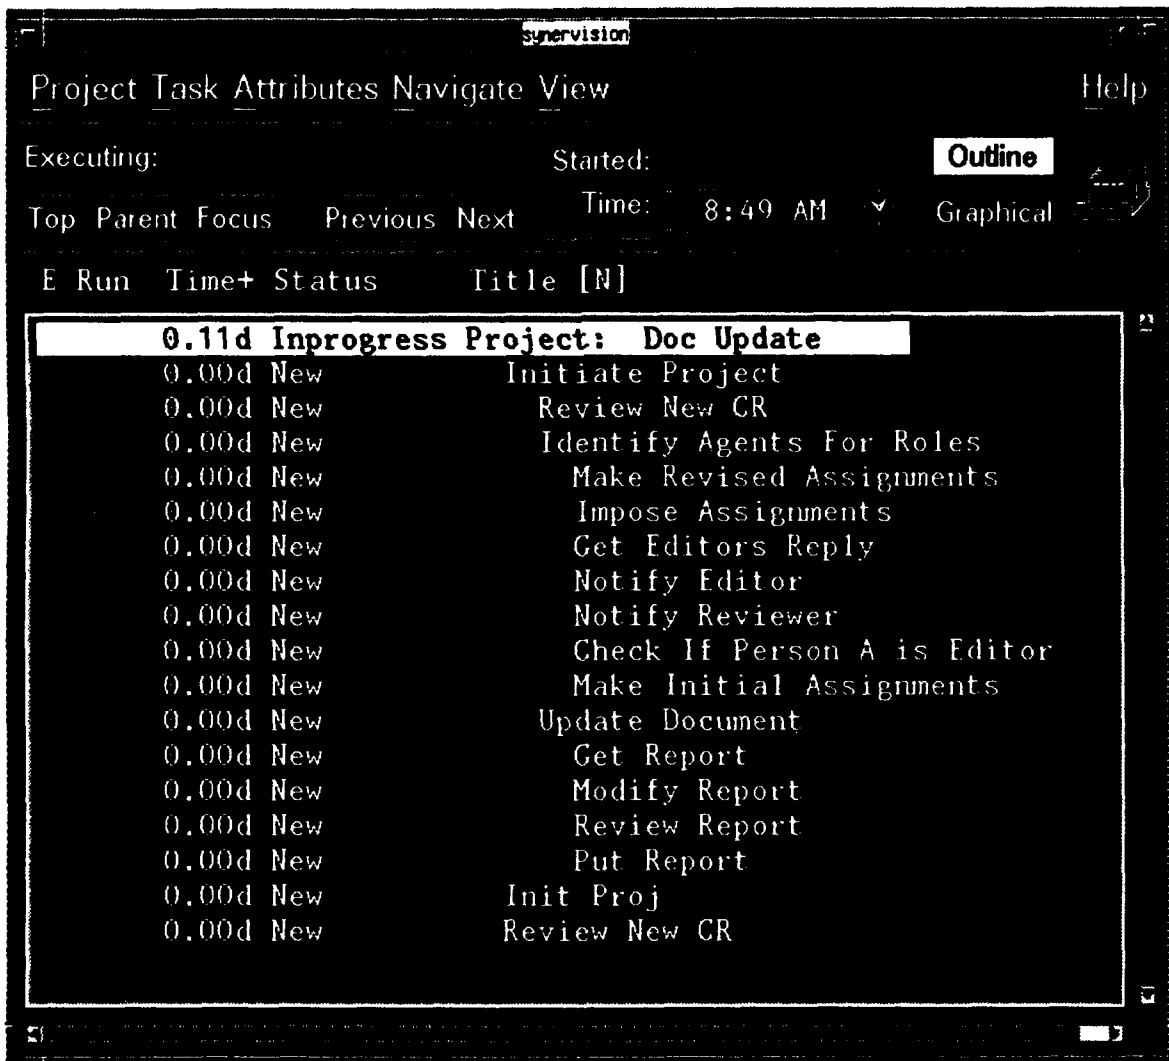 synervision
Project Task Attributes Navigate View Help
Executing: Started: Outline
Top Parent Focus Previous Next Time: 8:49 AM Graphical
E Run Time+ Status Title [N]
0.11d Inprogress Project: Doc Update
0.00d New Initiate Project
0.00d New Review New CR
0.00d New Identify Agents For Roles
0.00d New Make Revised Assignments
0.00d New Impose Assignments
0.00d New Get Editors Reply
0.00d New Notify Editor
0.00d New Notify Reviewer
0.00d New Check If Person A is Editor
0.00d New Make Initial Assignments
0.00d New Update Document
0.00d New Get Report
0.00d New Modify Report
0.00d New Review Report
0.00d New Put Report
0.00d New Init Proj
0.00d New Review New CR